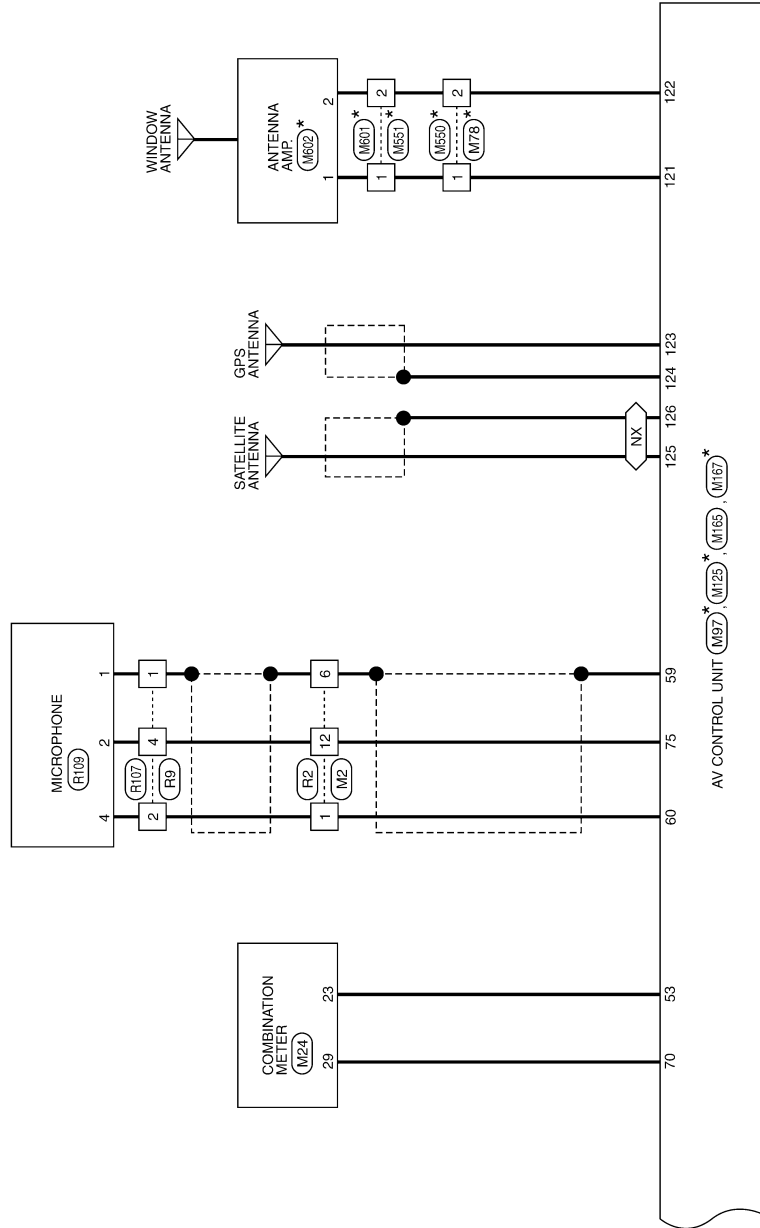 COMBINATION
METER
M24
29
23
MICROPHONE
R109
4
2
1
R107
2
4
1
R9
R2
1
12
6
M2
SATELLITE
ANTENNA
GPS
ANTENNA
NX
WINDOW
ANTENNA
ANTENNA
AMP.
M602 *
1
2
M601 *
1
2
M551 *
M550 *
1
2
M78 *
70
53
60
75
59
125
126
124
123
121
122
AV CONTROL UNIT M97 *, M125 *, M165 , M167 *